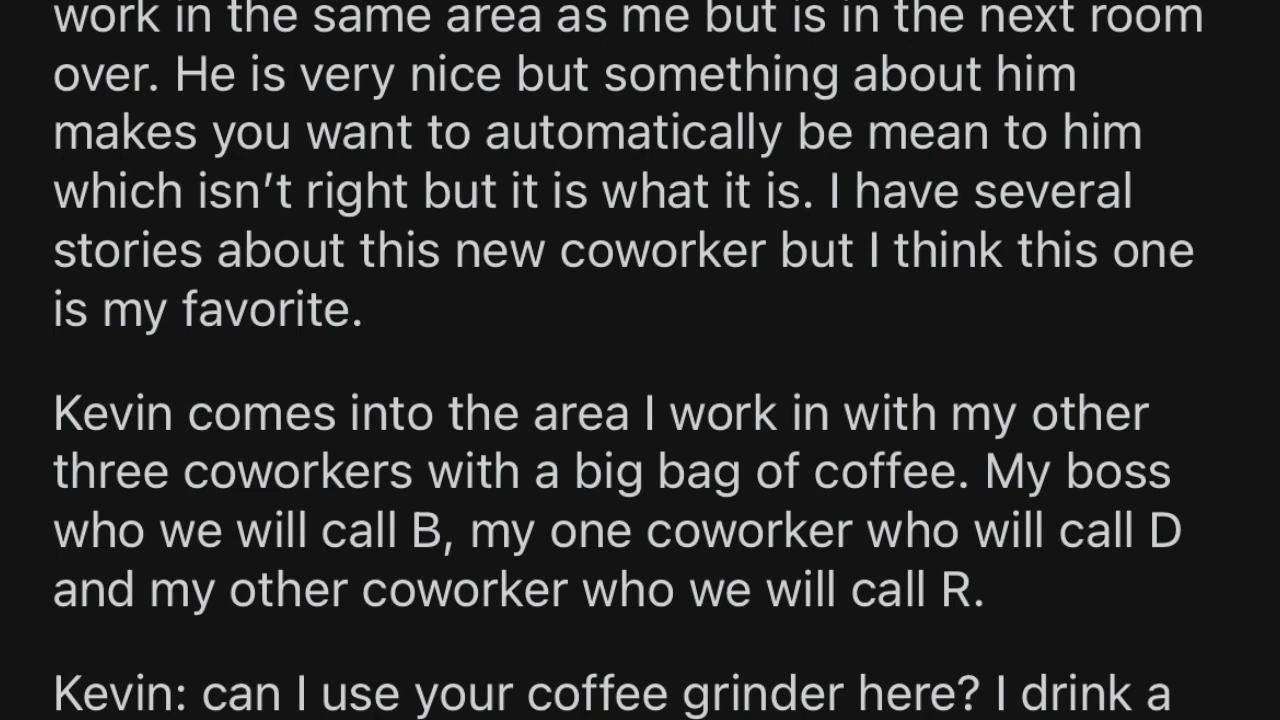 work in the same area as me but is in the next room
over. He is very nice but something about him
makes you want to automatically be mean to him
which isn’t right but it is what it is. I have several
stories about this new coworker but I think this one
is my favorite.
Kevin comes into the area I work in with my other
three coworkers with a big bag of coffee. My boss
who we will call B, my one coworker who will call D
and my other coworker who we will call R.
Kevin: can I use your coffee grinder here? I drink a